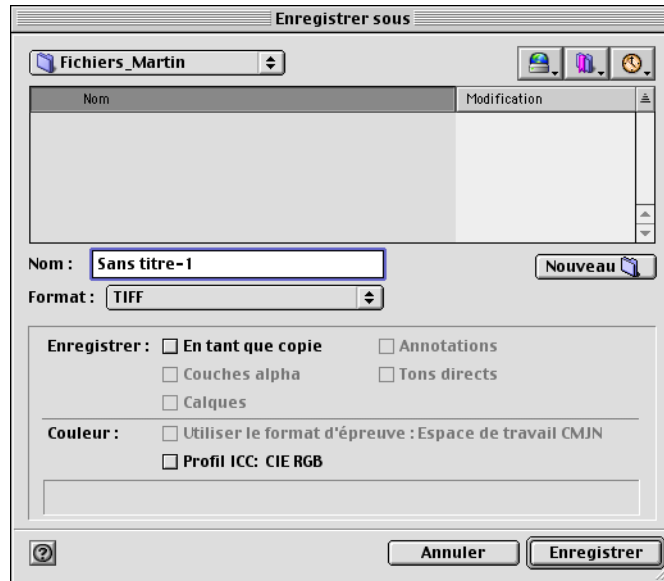 Enregistrer sous
Fichiers_Martin
Nom Modification
Nom : Sans titre-1 Nouveau
Format : TIFF
Enregistrer : En tant que copie Annotations
Couches alpha Tons directs
Calques
Couleur : Utiliser le format d'épreuve : Espace de travail CMJN
Profil ICC: CIE RGB
? Annuler Enregistrer